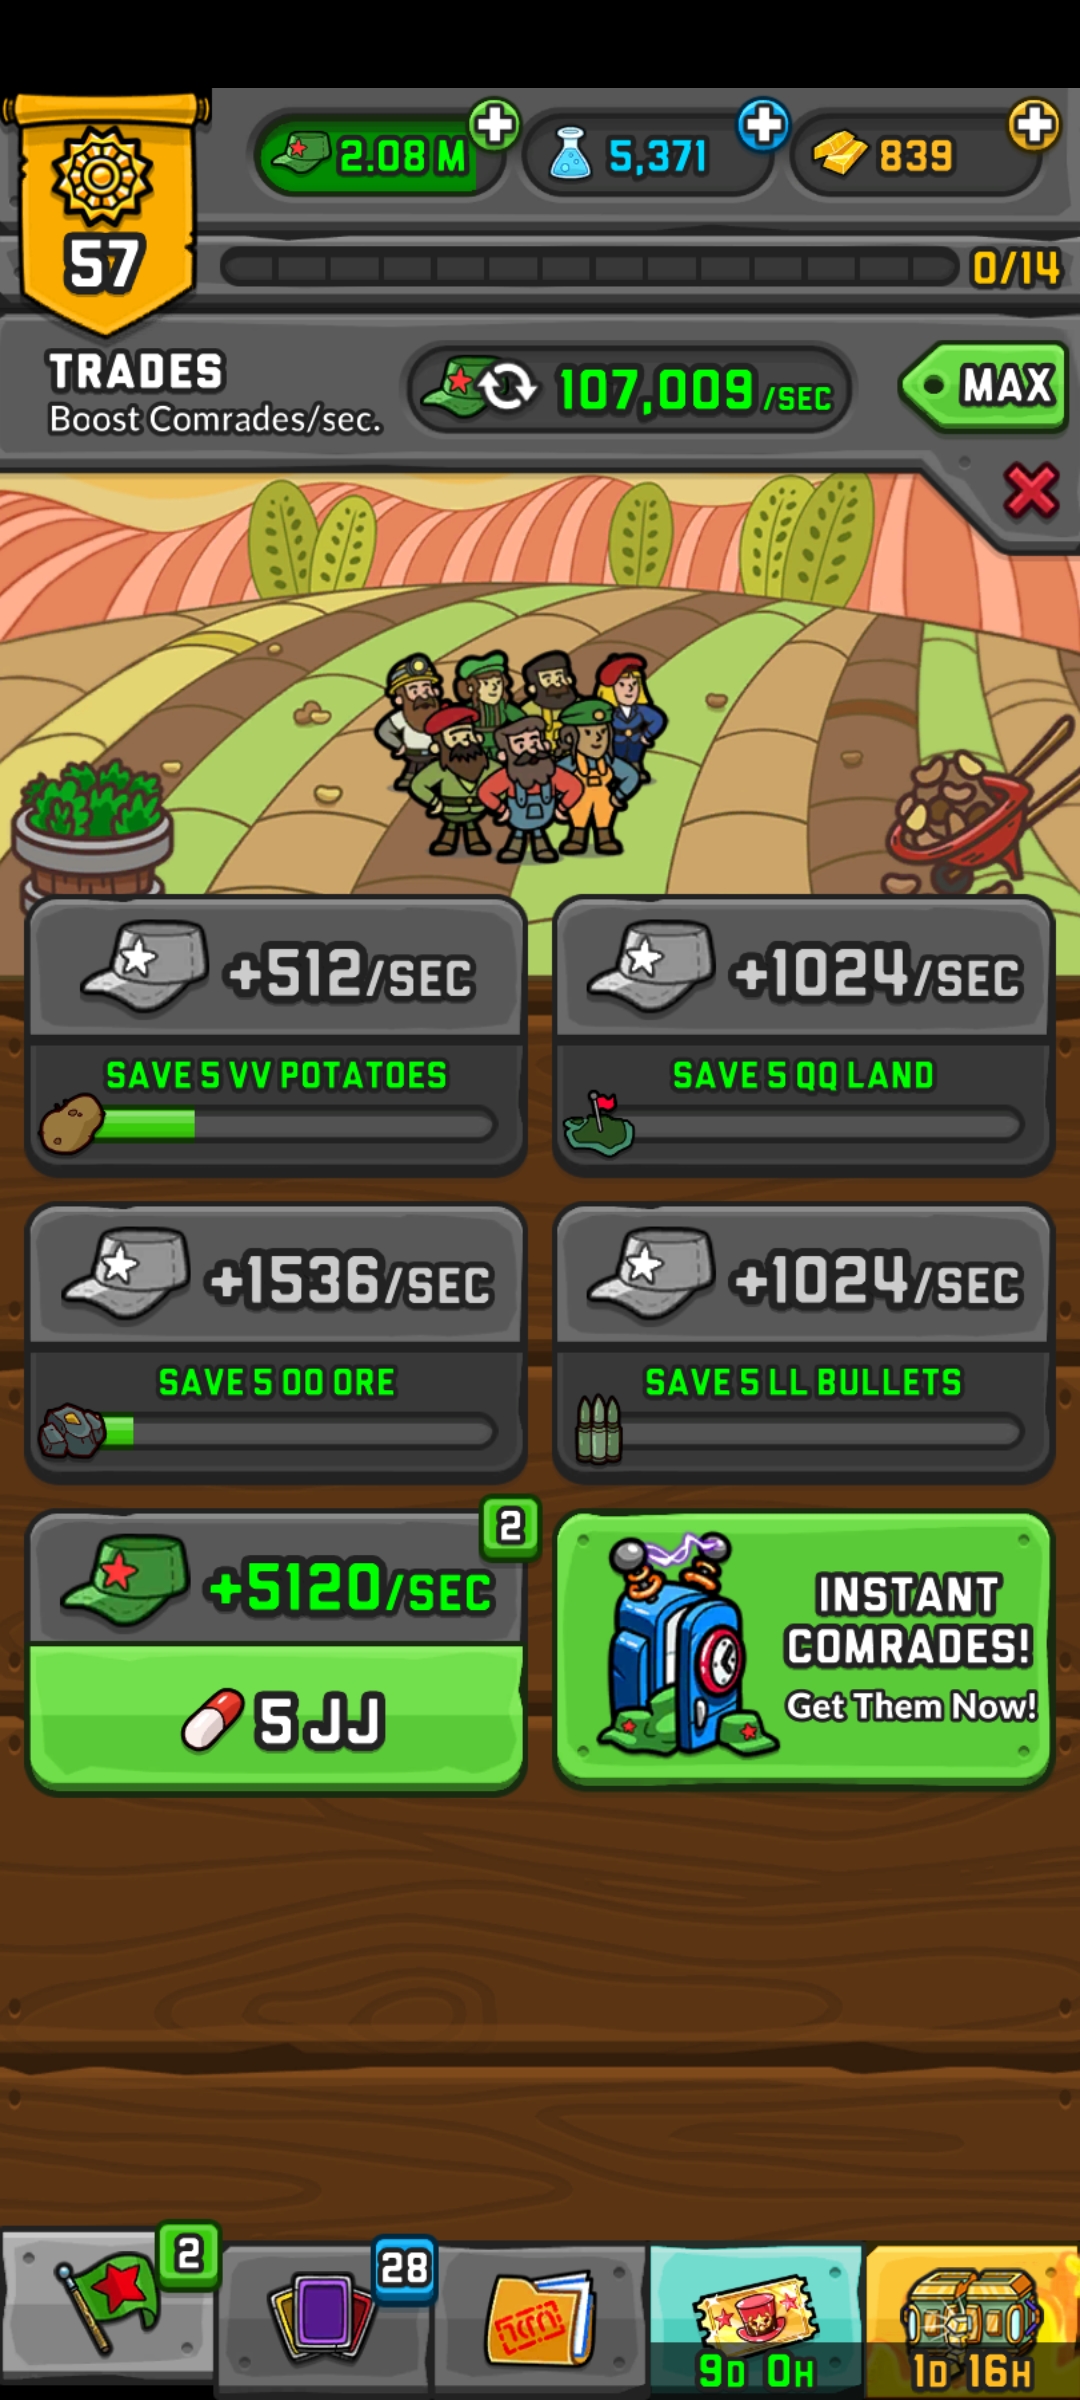 2.08 M
5,371
839
57
0/14
TRADES
Boost Comrades/sec.
107,009 /SEC
MAX
+512/SEC
SAVE 5 VV POTATOES
+1024/SEC
SAVE 5 QQ LAND
+1536/SEC
SAVE 5 OO ORE
+1024/SEC
SAVE 5 LL BULLETS
2
+5120/SEC
5 JJ
INSTANT
COMRADES!
Get Them Now!
2
28
9D 0H
1D 16H